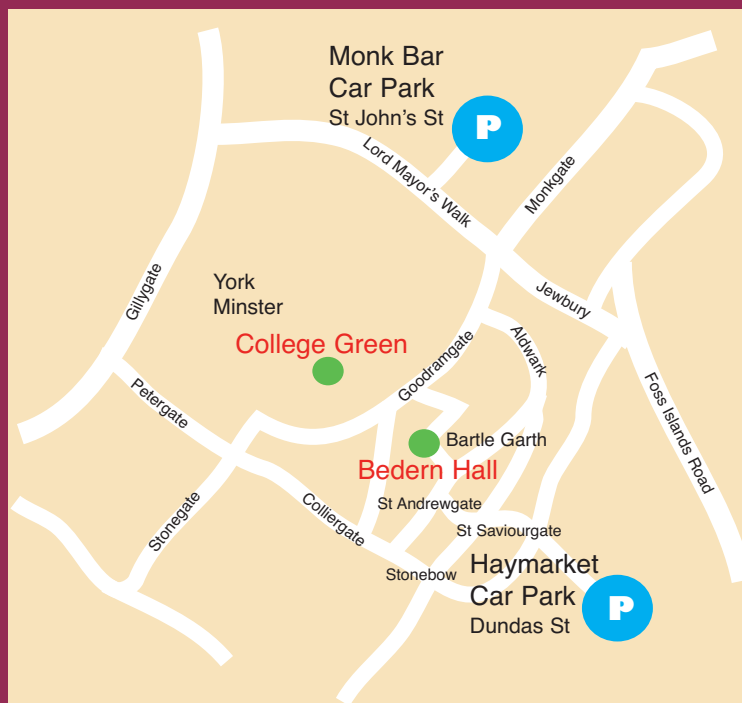 Monk Bar
Car Park
St John's St
P
Lord Mayor's Walk
Monkgate
Gillygate
York
Minster
Jewbury
College Green
Goodramgate
Aldwark
Petergate
Foss Islands Road
Bartle Garth
Bedern Hall
Stonegate
Colliergate
St Andrewgate
St Saviourgate
Stonebow
Haymarket
Car Park
Dundas St
P